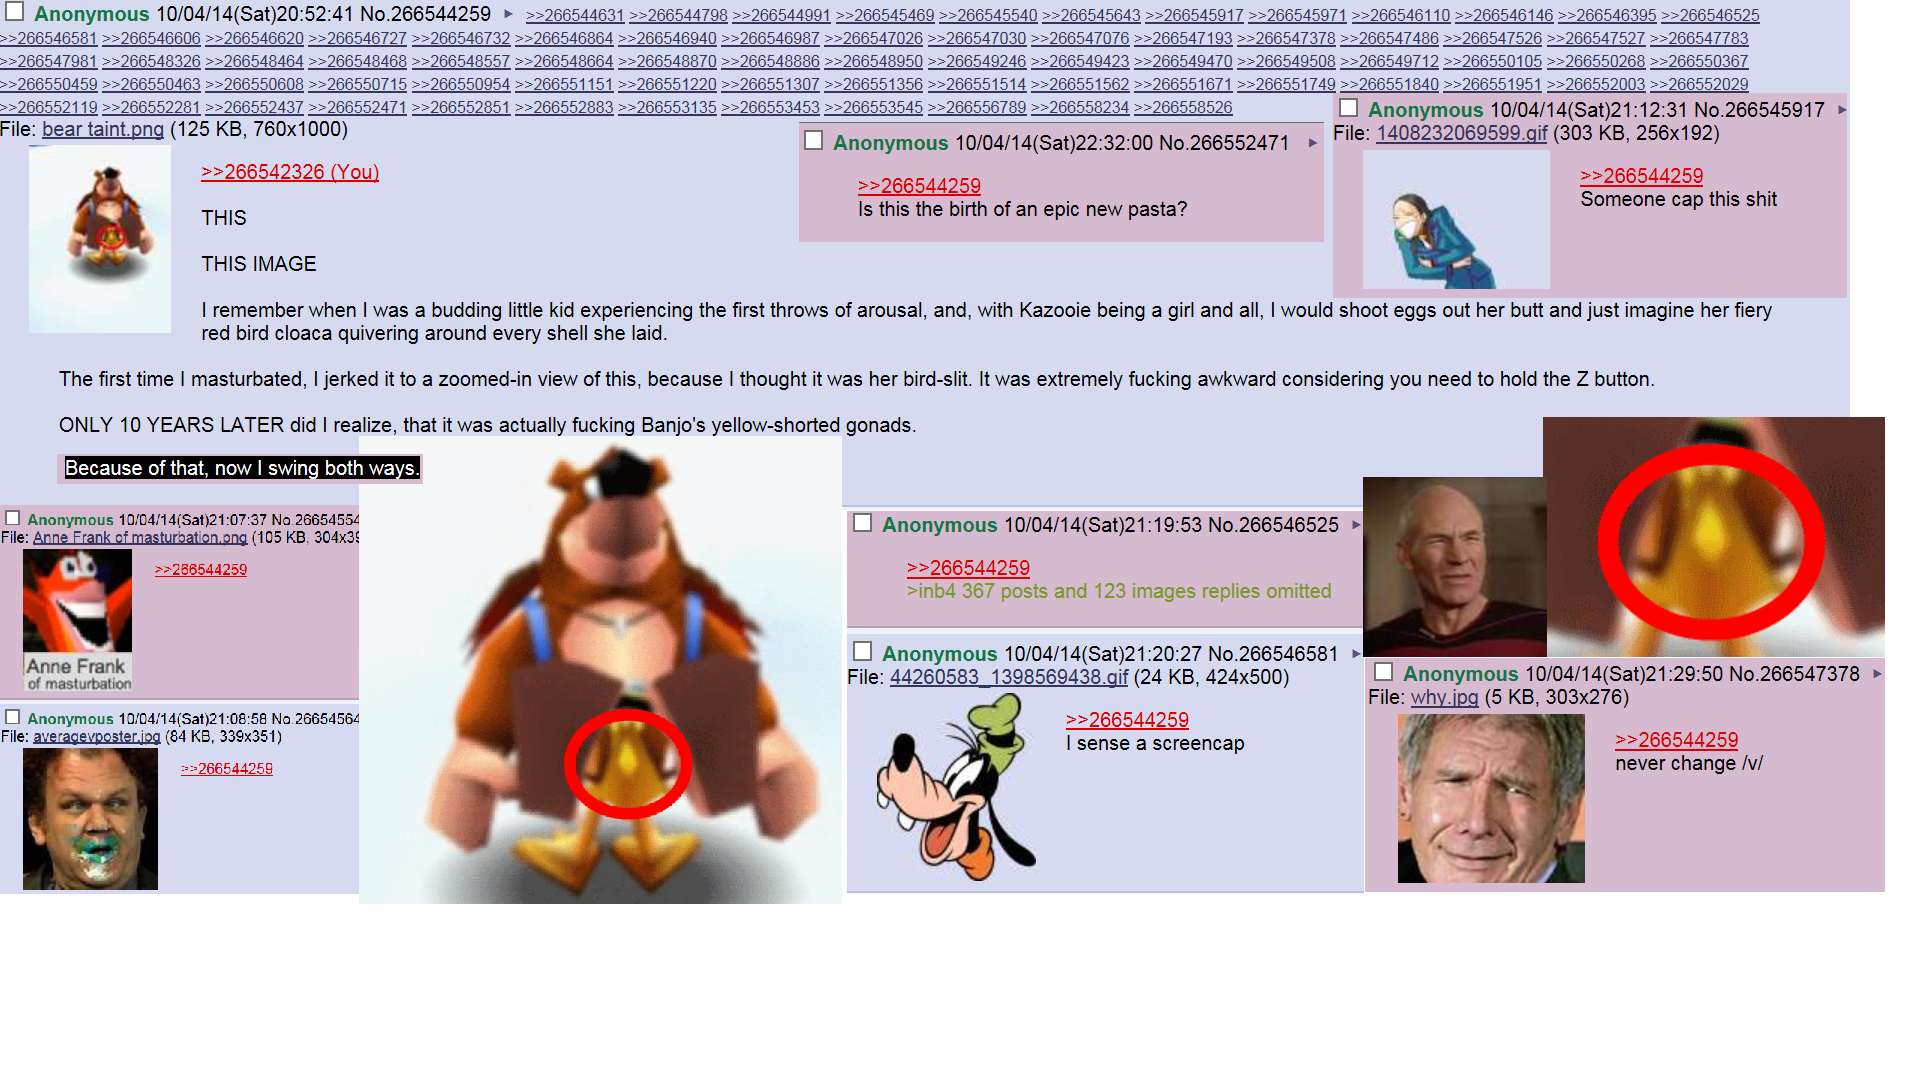 Anonymous 10/04/14(Sat)20:52:41 No.266544259 ▶ >>266544631 >>266544798 >>266544991 >>266545469 >>266545540 >>266545643 >>266545917 >>266545971 >>266546110 >>266546146 >>266546395 >>266546525
>>266546581 >>266546606 >>266546620 >>266546727 >>266546732 >>266546864 >>266546940 >>266546987 >>266547026 >>266547030 >>266547076 >>266547193 >>266547378 >>266547486 >>266547526 >>266547527 >>266547783
>>266547981 >>266548326 >>266548464 >>266548468 >>266548557 >>266548664 >>266548870 >>266548886 >>266548950 >>266549246 >>266549423 >>266549470 >>266549508 >>266549712 >>266550105 >>266550268 >>266550367
>>266550459 >>266550463 >>266550608 >>266550715 >>266550954 >>266551151 >>266551220 >>266551307 >>266551356 >>266551514 >>266551562 >>266551671 >>266551749 >>266551840 >>266551951 >>266552003 >>266552029
>>266552119 >>266552281 >>266552437 >>266552471 >>266552851 >>266552883 >>266553135 >>266553453 >>266553545 >>266556789 >>266558234 >>266558526
File: bear taint.png (125 KB, 760x1000)
>>266542326 (You)
THIS
THIS IMAGE
I remember when I was a budding little kid experiencing the first throws of arousal, and, with Kazooie being a girl and all, I would shoot eggs out her butt and just imagine her fiery
red bird cloaca quivering around every shell she laid.
The first time I masturbated, I jerked it to a zoomed-in view of this, because I thought it was her bird-slit. It was extremely fucking awkward considering you need to hold the Z button.
ONLY 10 YEARS LATER did I realize, that it was actually fucking Banjo's yellow-shorted gonads.
Because of that, now I swing both ways.
Anonymous 10/04/14(Sat)22:32:00 No.266552471 ▶
>>266544259
Is this the birth of an epic new pasta?
Anonymous 10/04/14(Sat)21:12:31 No.266545917 ▶
File: 1408232069599.gif (303 KB, 256x192)
>>266544259
Someone cap this shit
Anonymous 10/04/14(Sat)21:07:37 No.26654554
File: Anne Frank of masturbation.png (105 KB, 304x39
>>266544259
Anne Frank
of masturbation
Anonymous 10/04/14(Sat)21:08:58 No.26654564
File: averagevposter.jpg (84 KB, 339x351)
>>266544259
Anonymous 10/04/14(Sat)21:19:53 No.266546525 ▶
>>266544259
>inb4 367 posts and 123 images replies omitted
Anonymous 10/04/14(Sat)21:20:27 No.266546581 ▶
File: 44260583_1398569438.gif (24 KB, 424x500)
>>266544259
I sense a screencap
Anonymous 10/04/14(Sat)21:29:50 No.266547378 ▶
File: why.jpg (5 KB, 303x276)
>>266544259
never change /v/